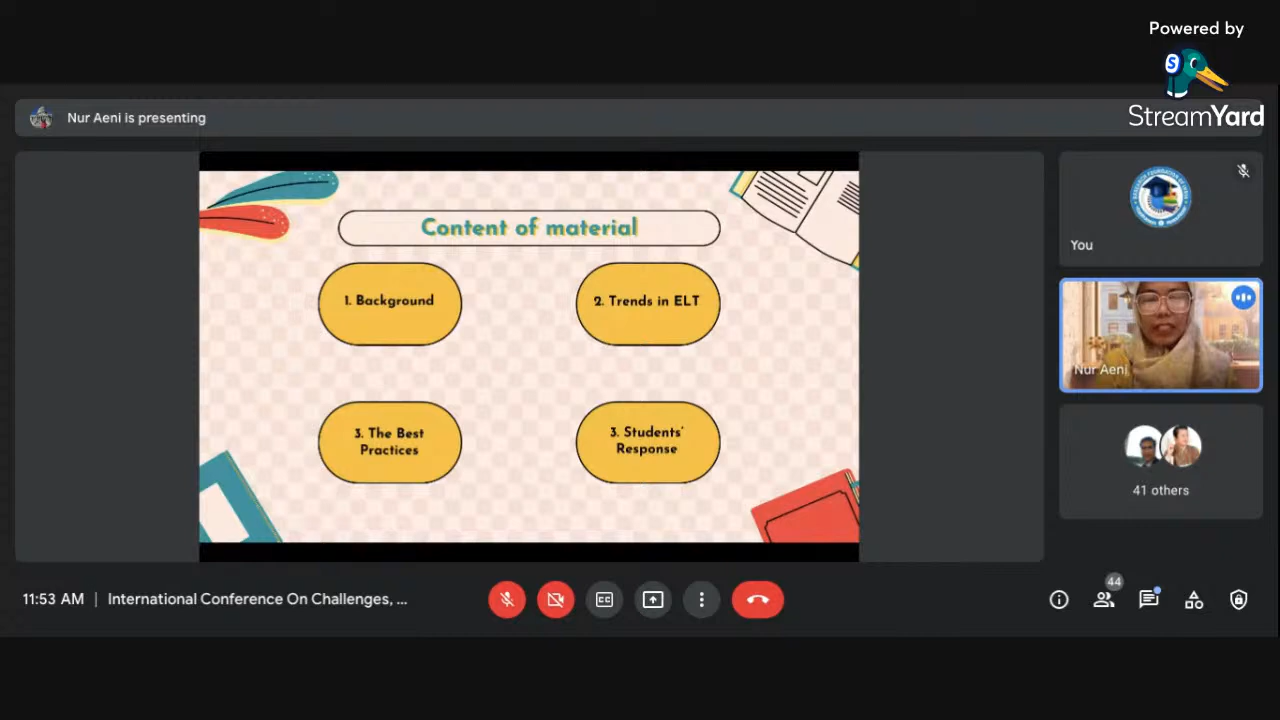 Powered by
S
StreamYard
Nur Aeni is presenting
Content of material
1. Background
2. Trends in ELT
3. The Best
Practices
3. Students'
Response
You
Nur Aeni
41 others
11:53 AM | International Conference On Challenges, ...
CC
44